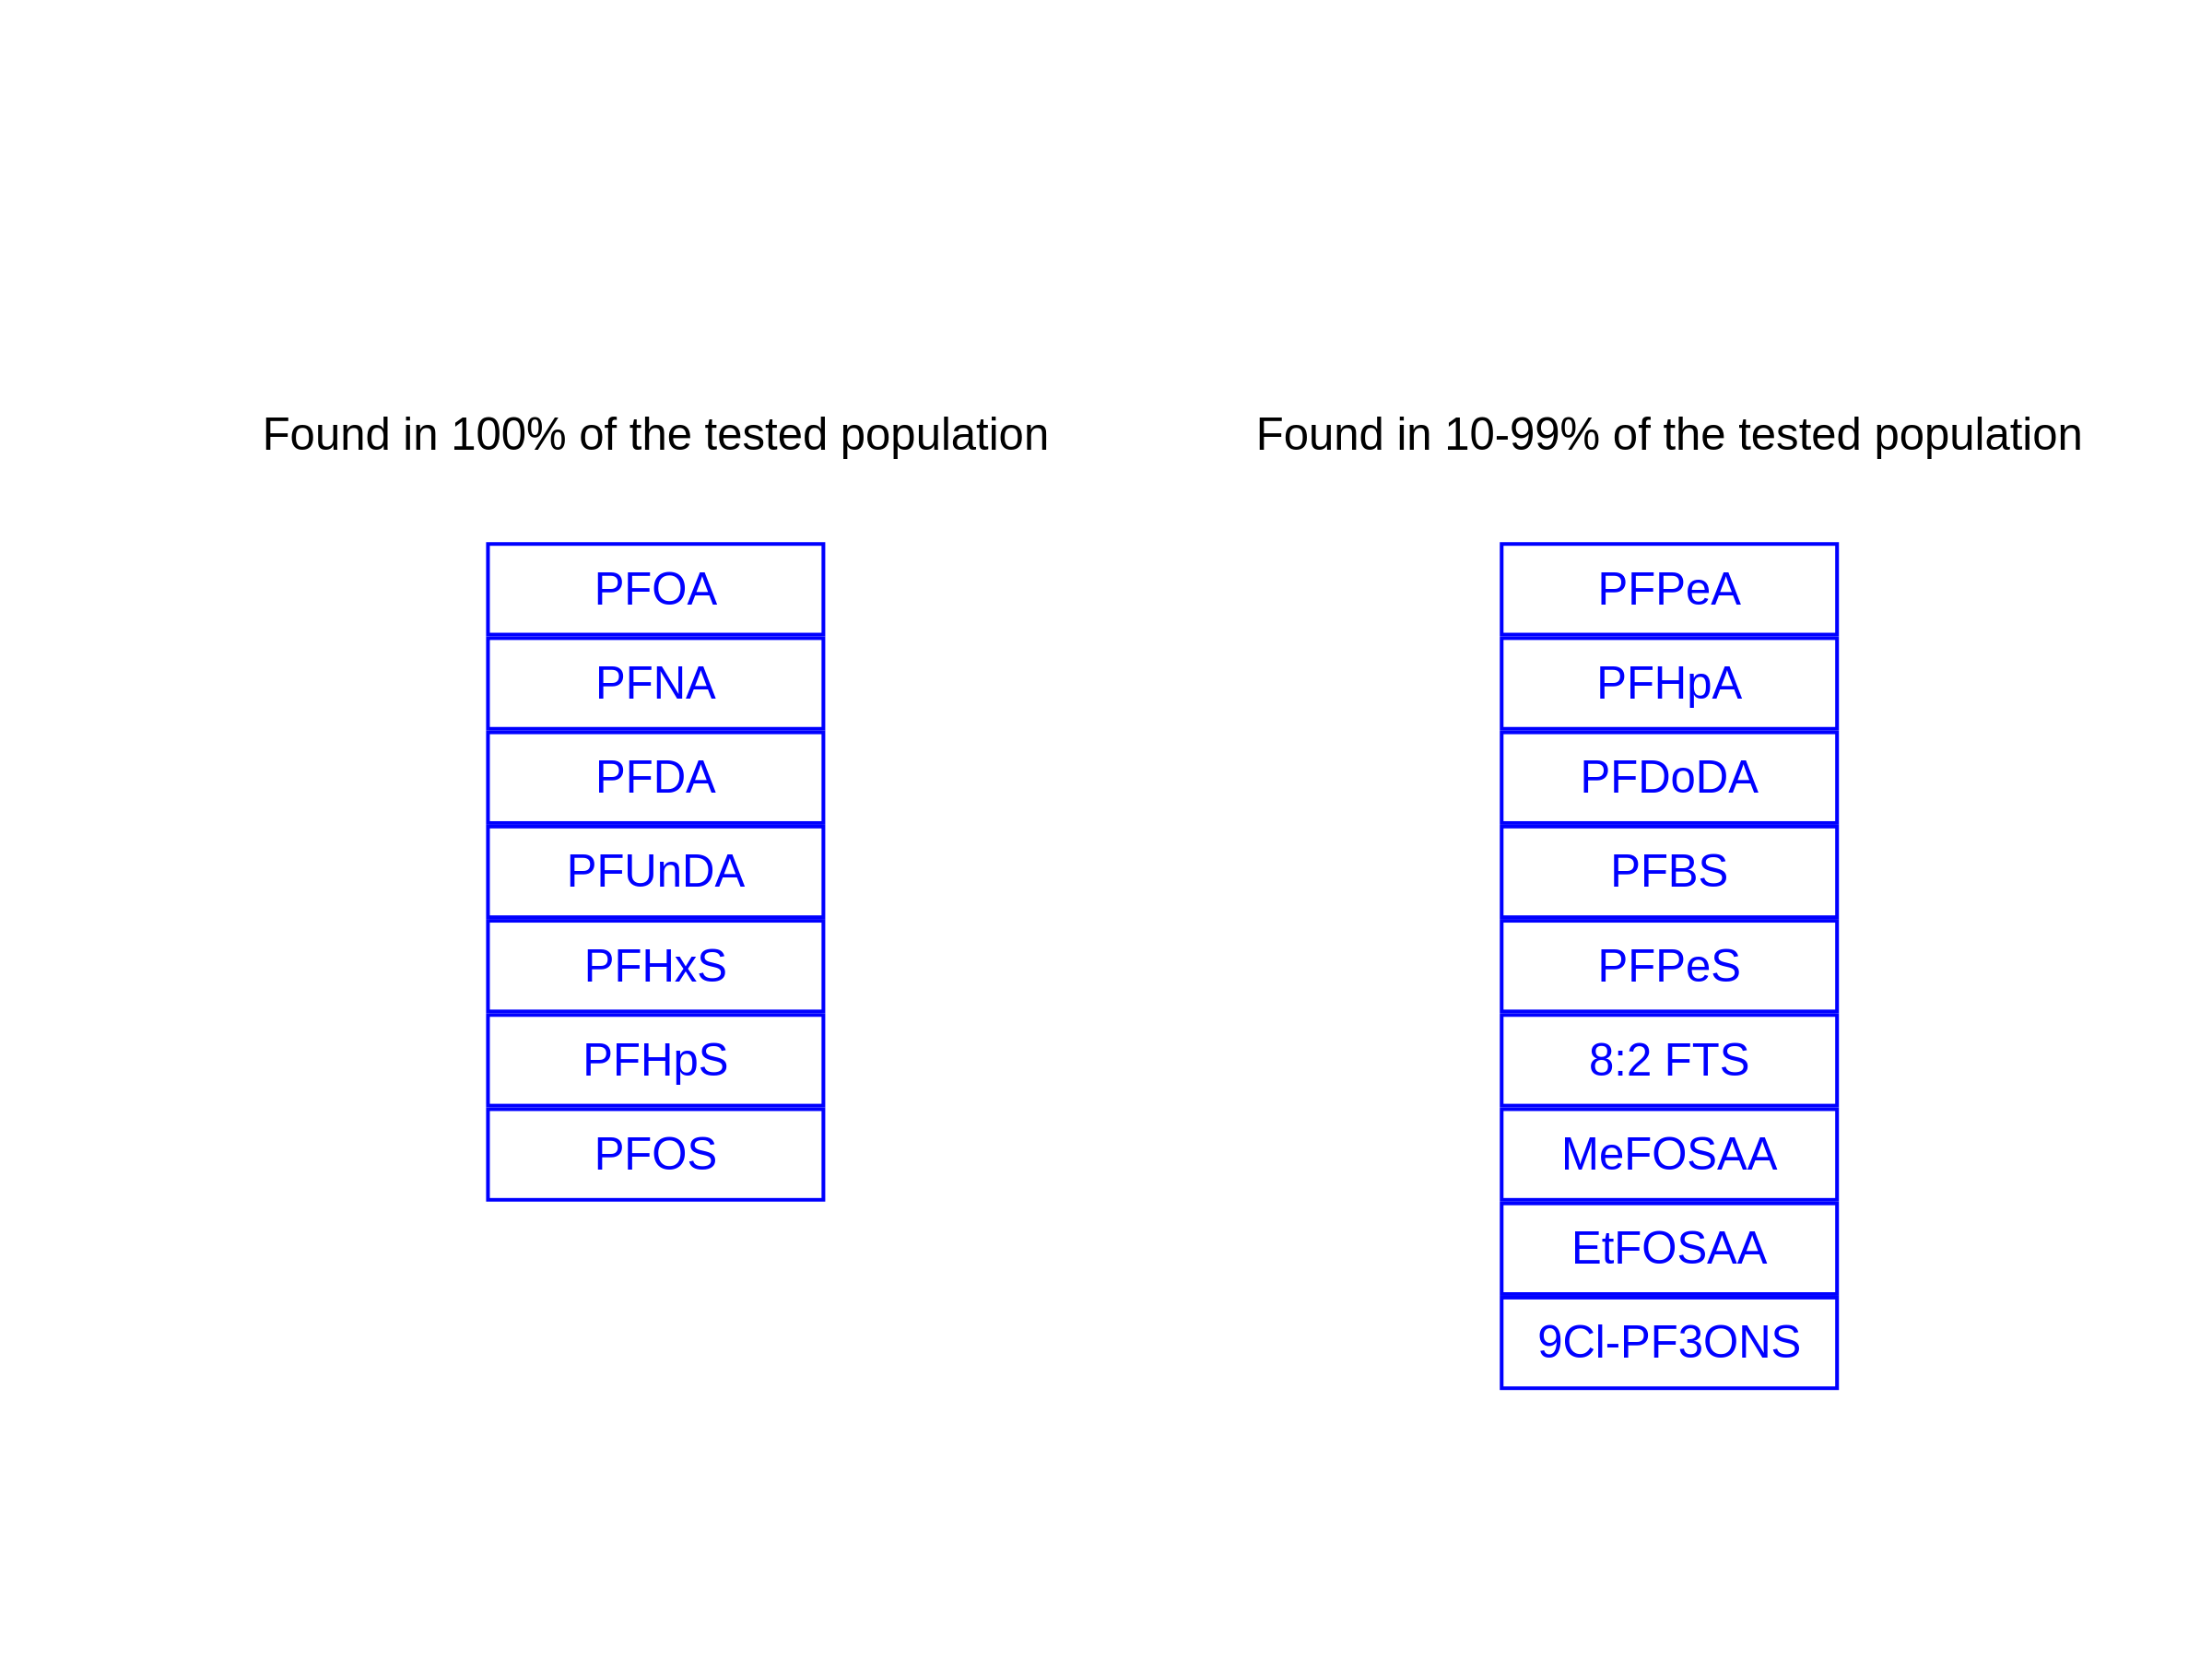 Found in 100% of the tested population
PFOA
PFNA
PFDA
PFUnDA
PFHxS
PFHpS
PFOS
Found in 10-99% of the tested population
PFPeA
PFHpA
PFDoDA
PFBS
PFPeS
8:2 FTS
MeFOSAA
EtFOSAA
9Cl-PF3ONS